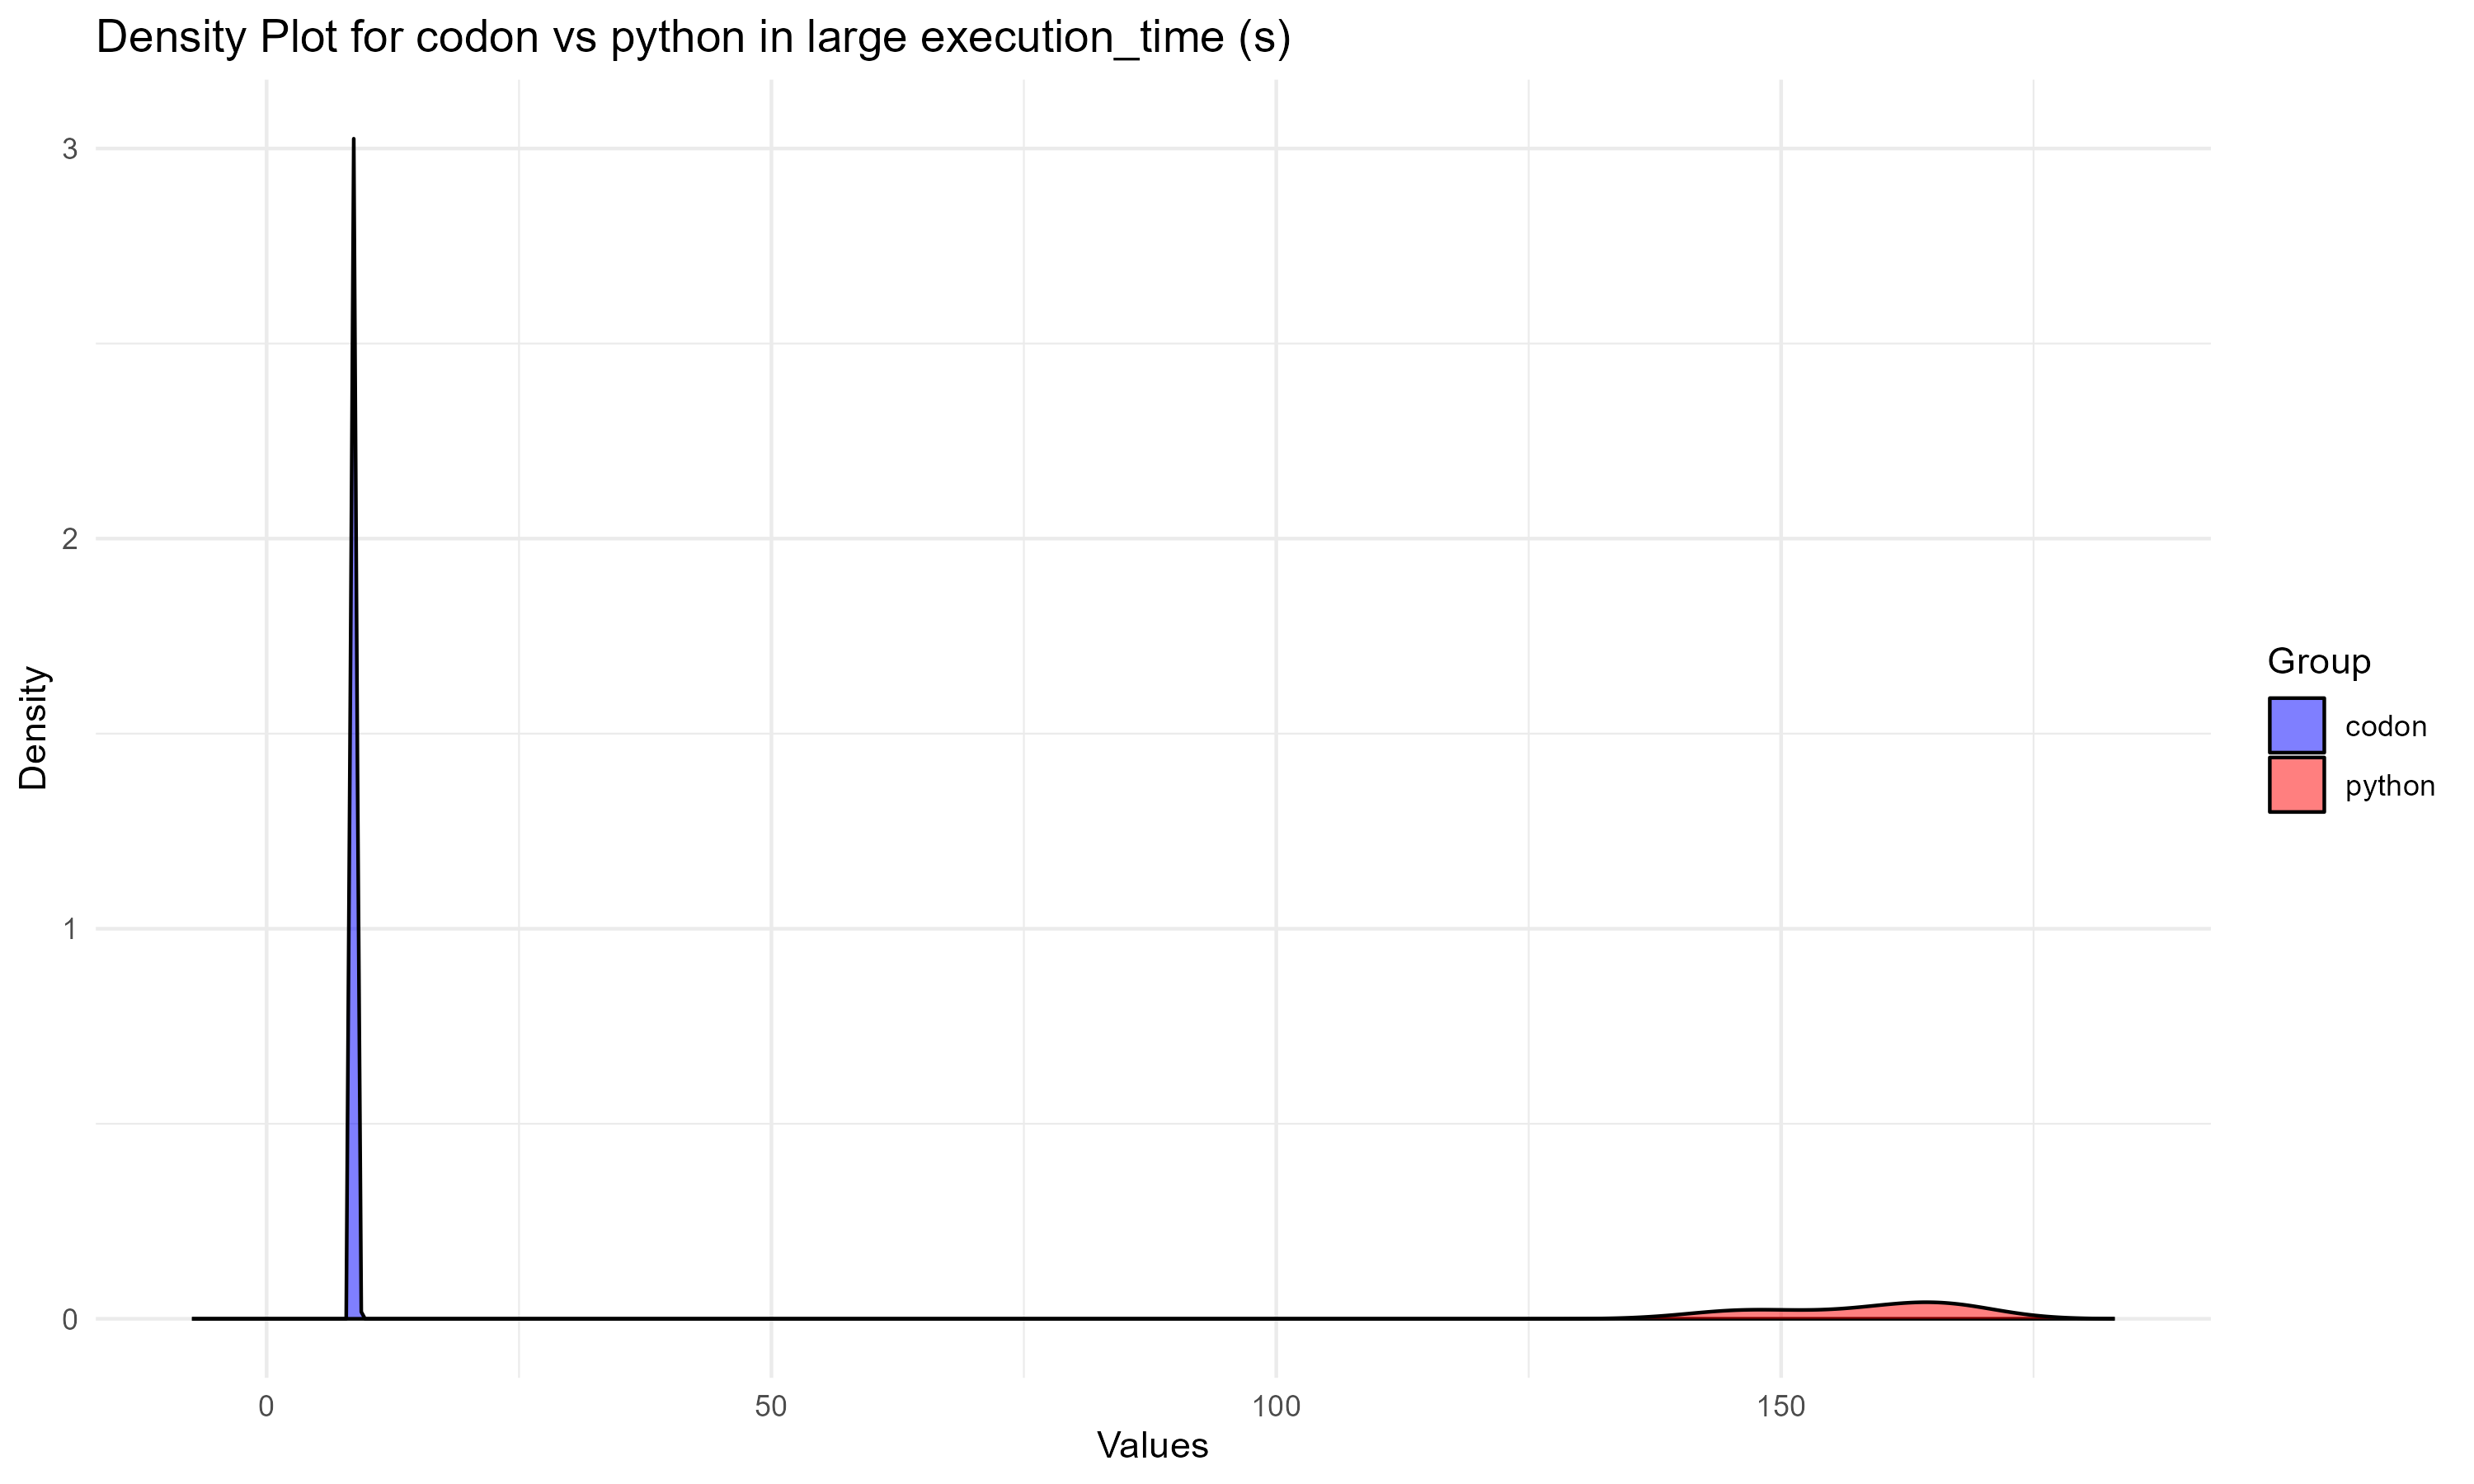 Density Plot for codon vs python in large execution_time (s)
3
2
1
0
Density
0 50 100 150
Values
Group
codon
python